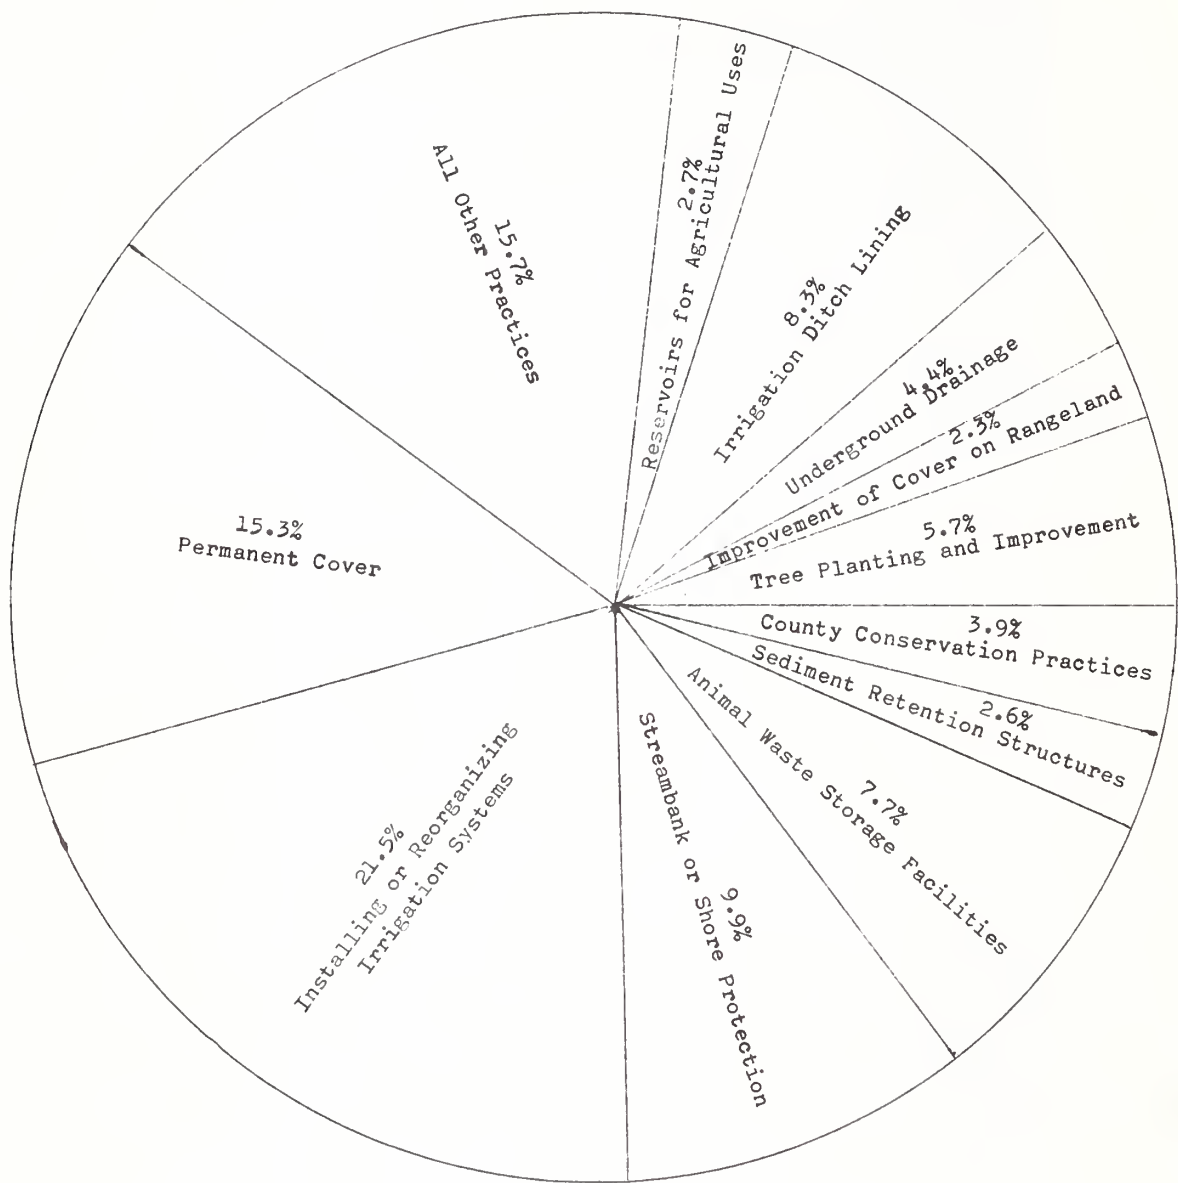 2.7%
Reservoirs for Agricultural Uses
8.3%
Irrigation Ditch Lining
4.4%
Underground Drainage
2.3%
Improvement of Cover on Rangeland
5.7%
Tree Planting and Improvement
3.9%
County Conservation Practices
2.6%
Sediment Retention Structures
7.7%
Animal Waste Storage Facilities
9.9%
Streambank or Shore Protection
21.5%
Installing or Reorganizing
Irrigation Systems
15.3%
Permanent Cover
15.7%
All Other Practices